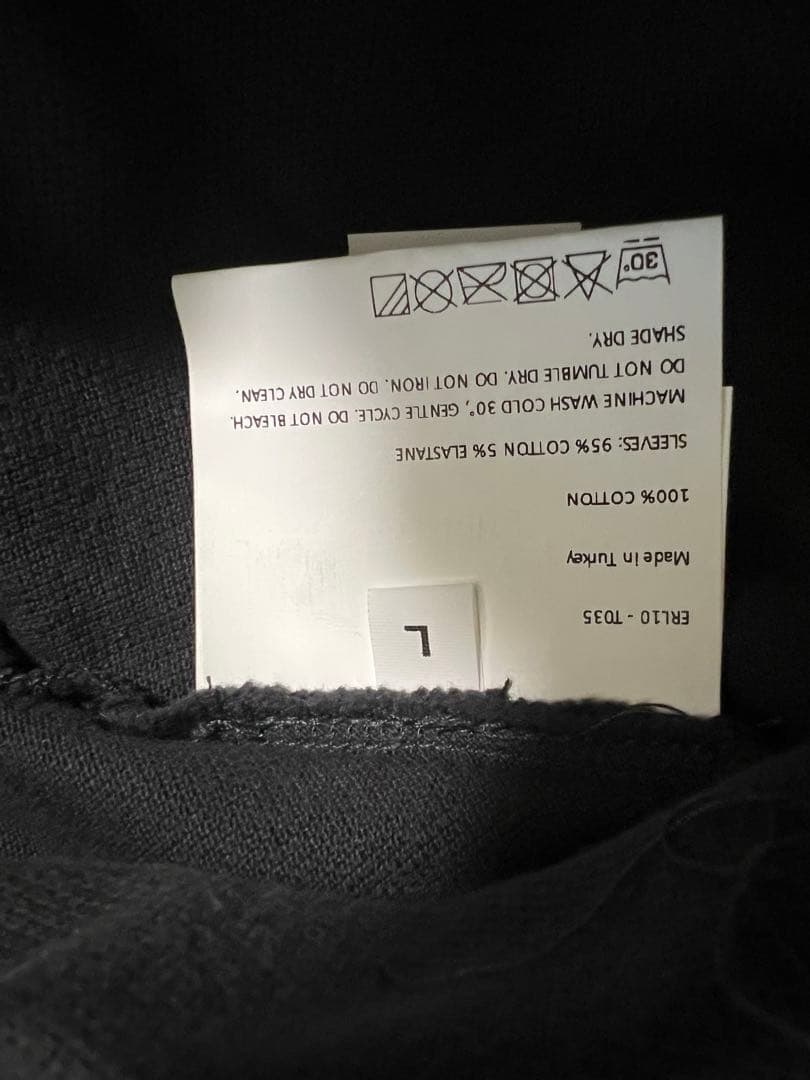 L
ERL10 - T035
Made in Turkey
100% COTTON
SLEEVES: 95% COTTON 5% ELASTANE
MACHINE WASH COLD 30°, GENTLE CYCLE. DO NOT BLEACH.
DO NOT TUMBLE DRY. DO NOT IRON. DO NOT DRY CLEAN.
SHADE DRY.
30°